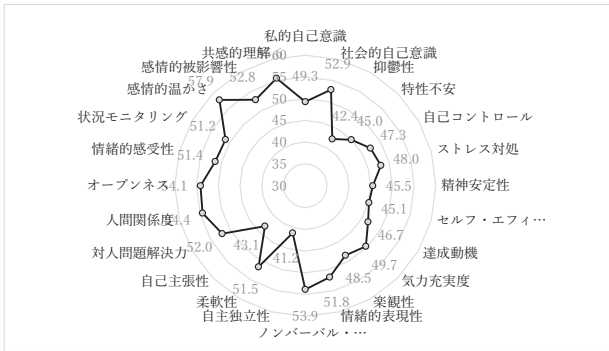 私的自己意識
社会的自己意識
抑鬱性
特性不安
自己コントロール
ストレス対処
精神安定性
セルフ・エフィ…
達成動機
気力充実度
楽観性
情緒的表現性
ノンバーバル・…
自主独立性
柔軟性
自己主張性
対人問題解決力
人間関係度
オープンネス
情緒的感受性
状況モニタリング
感情的温かさ
感情的被影響性
共感的理解
60
55
50
45
40
35
30
49.3
52.9
42.4
45.0
47.3
48.0
45.5
45.1
46.7
49.7
48.5
51.8
53.9
41.2
51.5
43.1
52.0
4.4
4.1
51.4
51.2
57.9
52.8